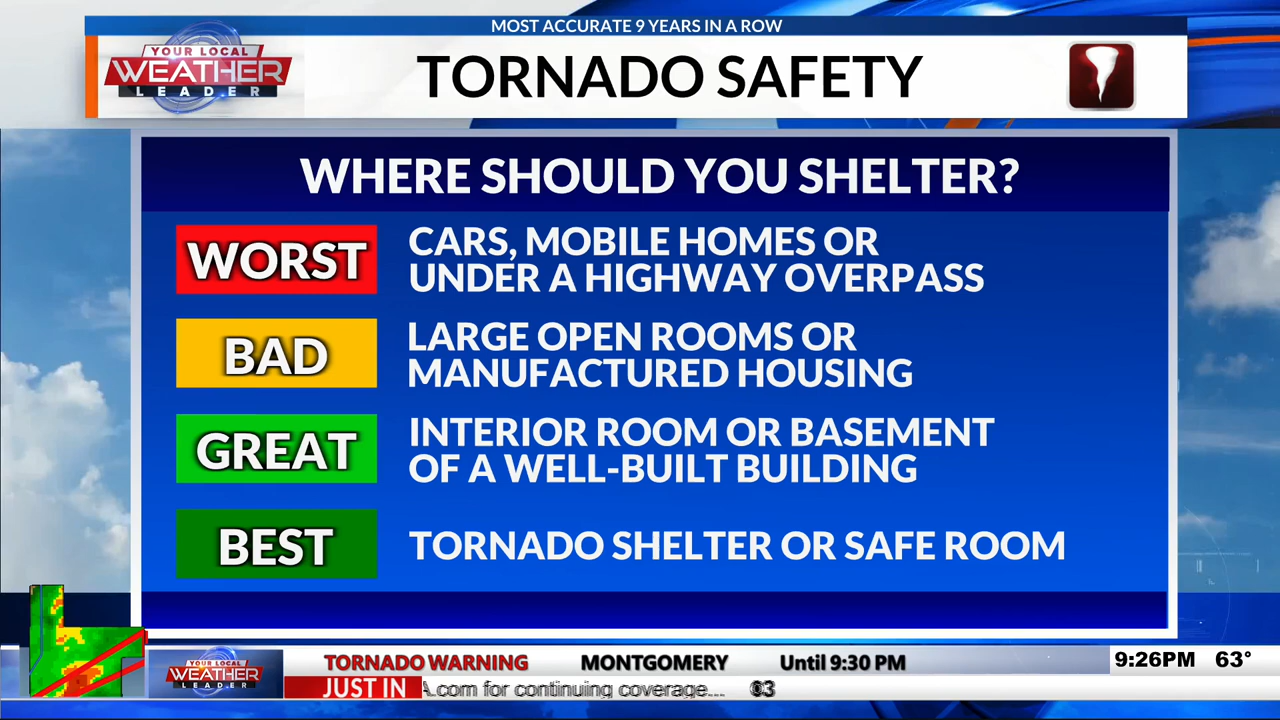 MOST ACCURATE 9 YEARS IN A ROW
YOUR LOCAL
WEATHER
LEADER
TORNADO SAFETY
WHERE SHOULD YOU SHELTER?
WORST
CARS, MOBILE HOMES OR
UNDER A HIGHWAY OVERPASS
BAD
LARGE OPEN ROOMS OR
MANUFACTURED HOUSING
GREAT
INTERIOR ROOM OR BASEMENT
OF A WELL-BUILT BUILDING
BEST
TORNADO SHELTER OR SAFE ROOM
YOUR LOCAL
WEATHER
LEADER
TORNADO WARNING MONTGOMERY Until 9:30 PM
9:26PM 63°
JUST IN .com for continuing coverage...